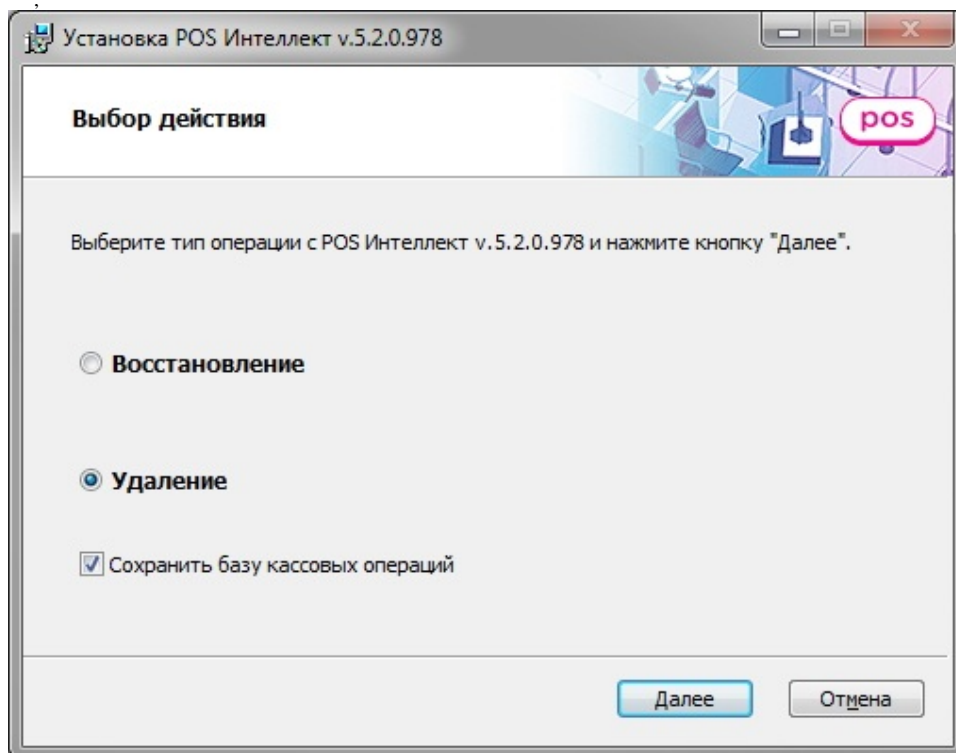 ,
Установка POS Интеллект v.5.2.0.978
Выбор действия
pos
Выберите тип операции с POS Интеллект v.5.2.0.978 и нажмите кнопку "Далее".
Восстановление
Удаление
Сохранить базу кассовых операций
Далее
Отмена